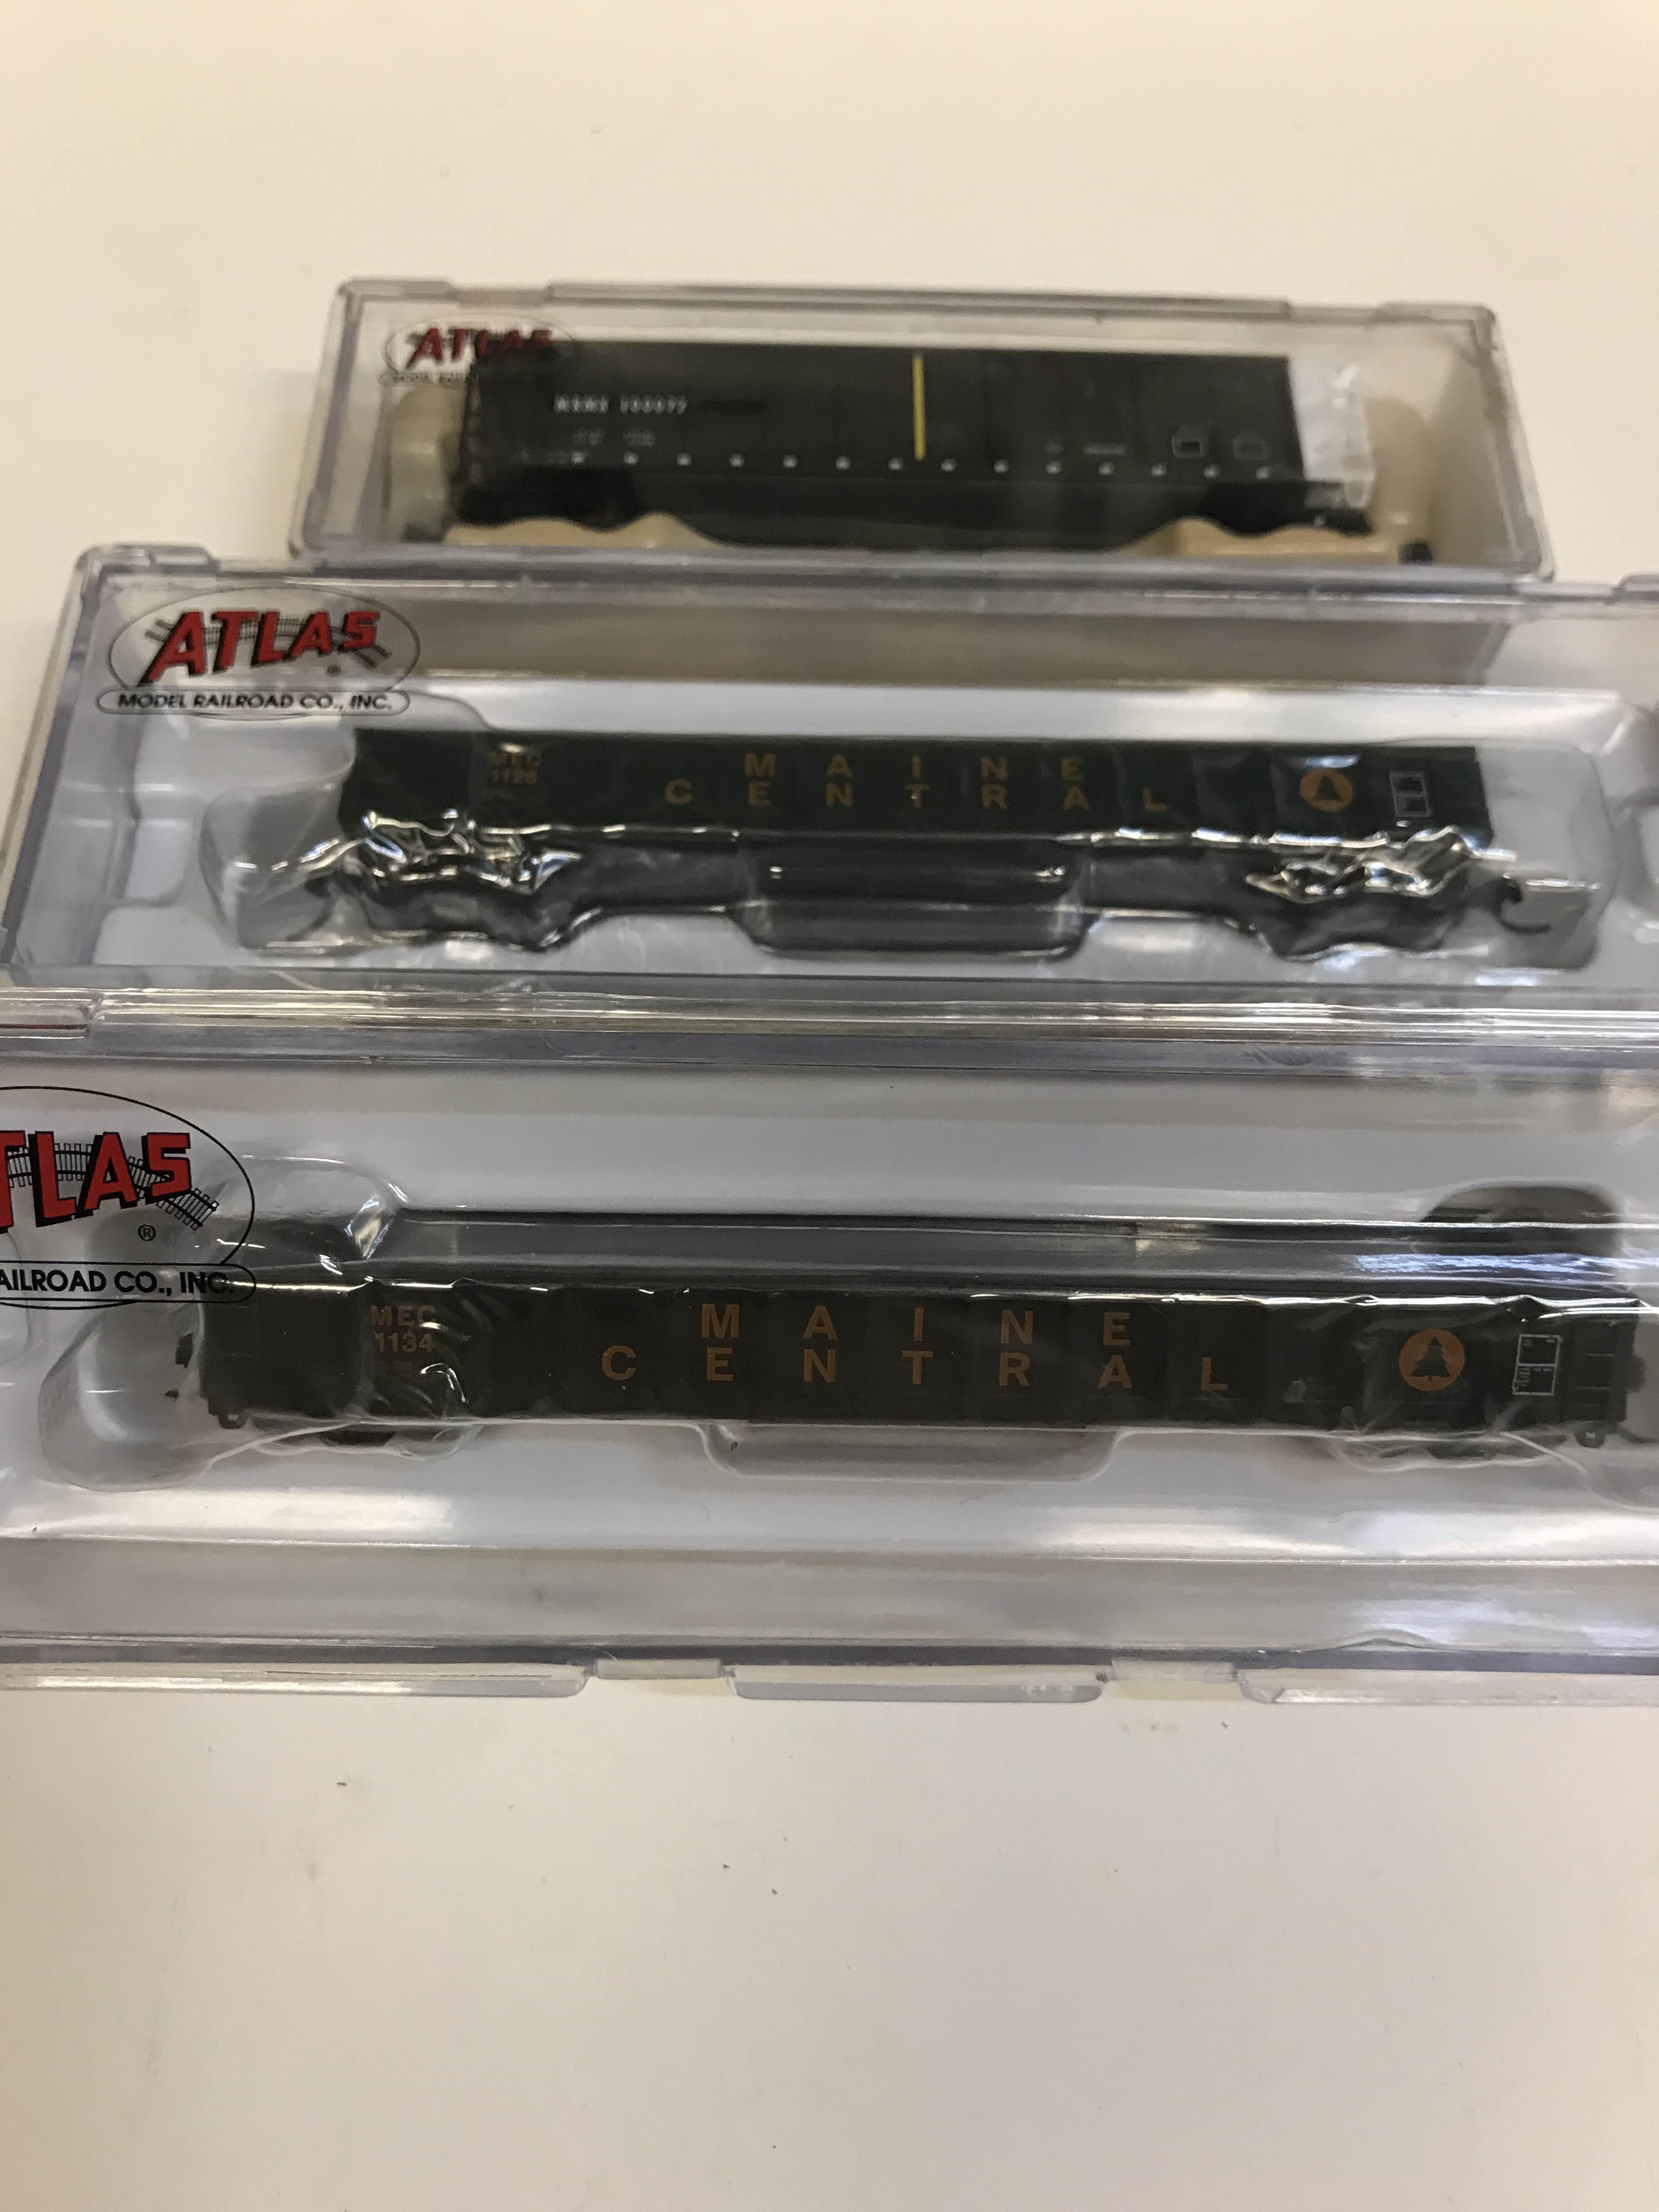 ATLAS
ATLAS
MODEL RAILROAD CO., INC.
MEC
1128
MAINE
CENTRAL
TLAS
®
AILROAD CO., INC.
MEC
1134
MAINE
CENTRAL